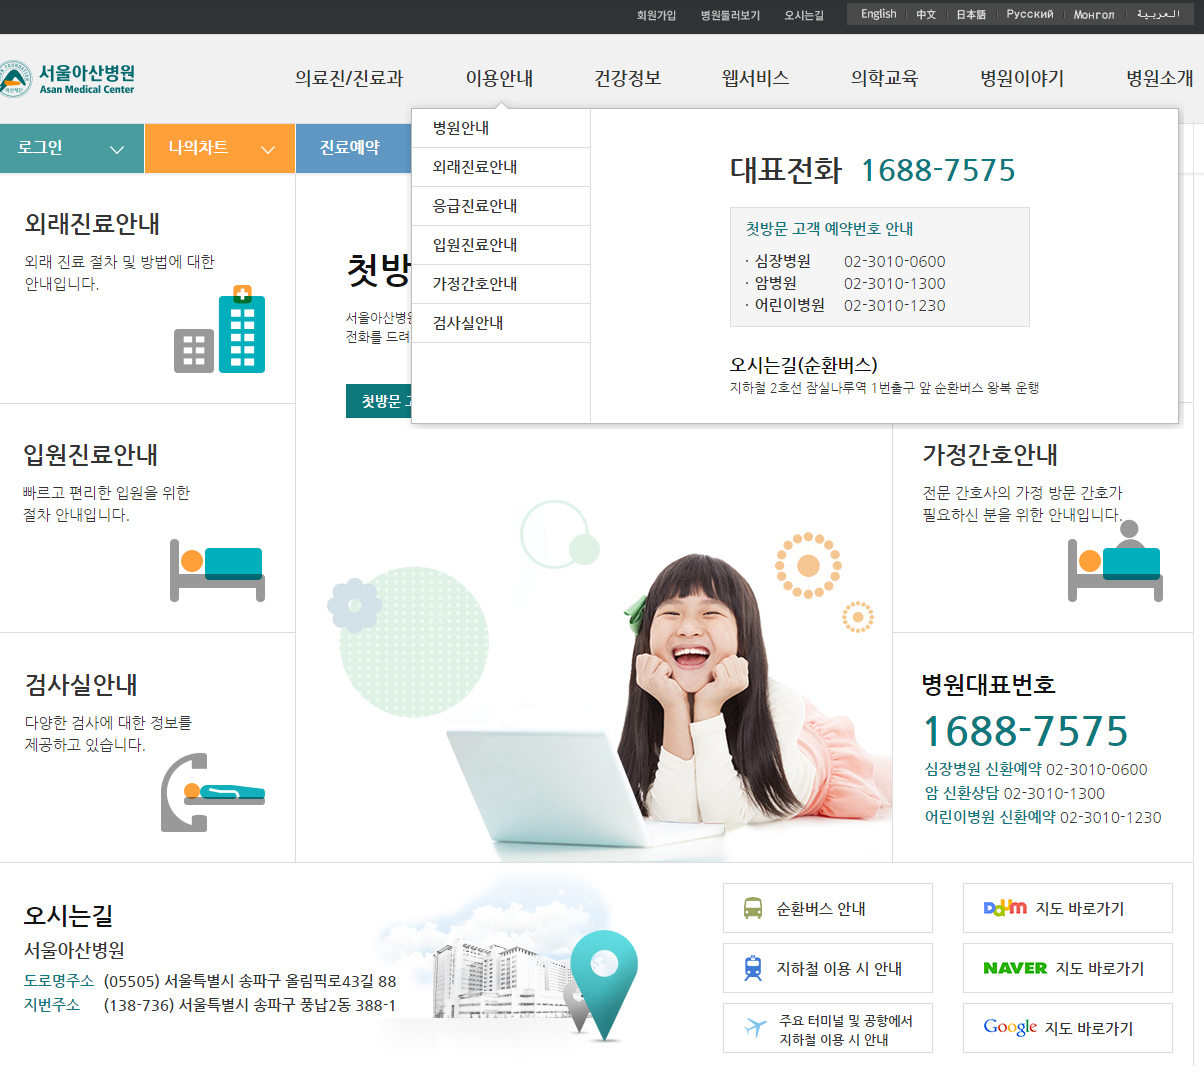 회원가입 병원둘러보기 오시는길 English 中文 日本語 Русский Монгол العربية
서울아산병원
Asan Medical Center
의료진/진료과 이용안내 건강정보 웹서비스 의학교육 병원이야기 병원소개
로그인 나의차트 진료예약
병원안내
외래진료안내
응급진료안내
입원진료안내
가정간호안내
검사실안내
대표전화 1688-7575
첫방문 고객 예약번호 안내
· 심장병원 02-3010-0600
· 암병원 02-3010-1300
· 어린이병원 02-3010-1230
오시는길(순환버스)
지하철 2호선 잠실나루역 1번출구 앞 순환버스 왕복 운행
외래진료안내
외래 진료 절차 및 방법에 대한
안내입니다.
첫방
서울아산병원
전화를 드려
첫방문 고
입원진료안내
빠르고 편리한 입원을 위한
절차 안내입니다.
가정간호안내
전문 간호사의 가정 방문 간호가
필요하신 분을 위한 안내입니다.
검사실안내
다양한 검사에 대한 정보를
제공하고 있습니다.
병원대표번호
1688-7575
심장병원 신환예약 02-3010-0600
암 신환상담 02-3010-1300
어린이병원 신환예약 02-3010-1230
오시는길
서울아산병원
도로명주소 (05505) 서울특별시 송파구 올림픽로43길 88
지번주소 (138-736) 서울특별시 송파구 풍납2동 388-1
순환버스 안내
지하철 이용 시 안내
주요 터미널 및 공항에서
지하철 이용 시 안내
Daum 지도 바로가기
NAVER 지도 바로가기
Google 지도 바로가기